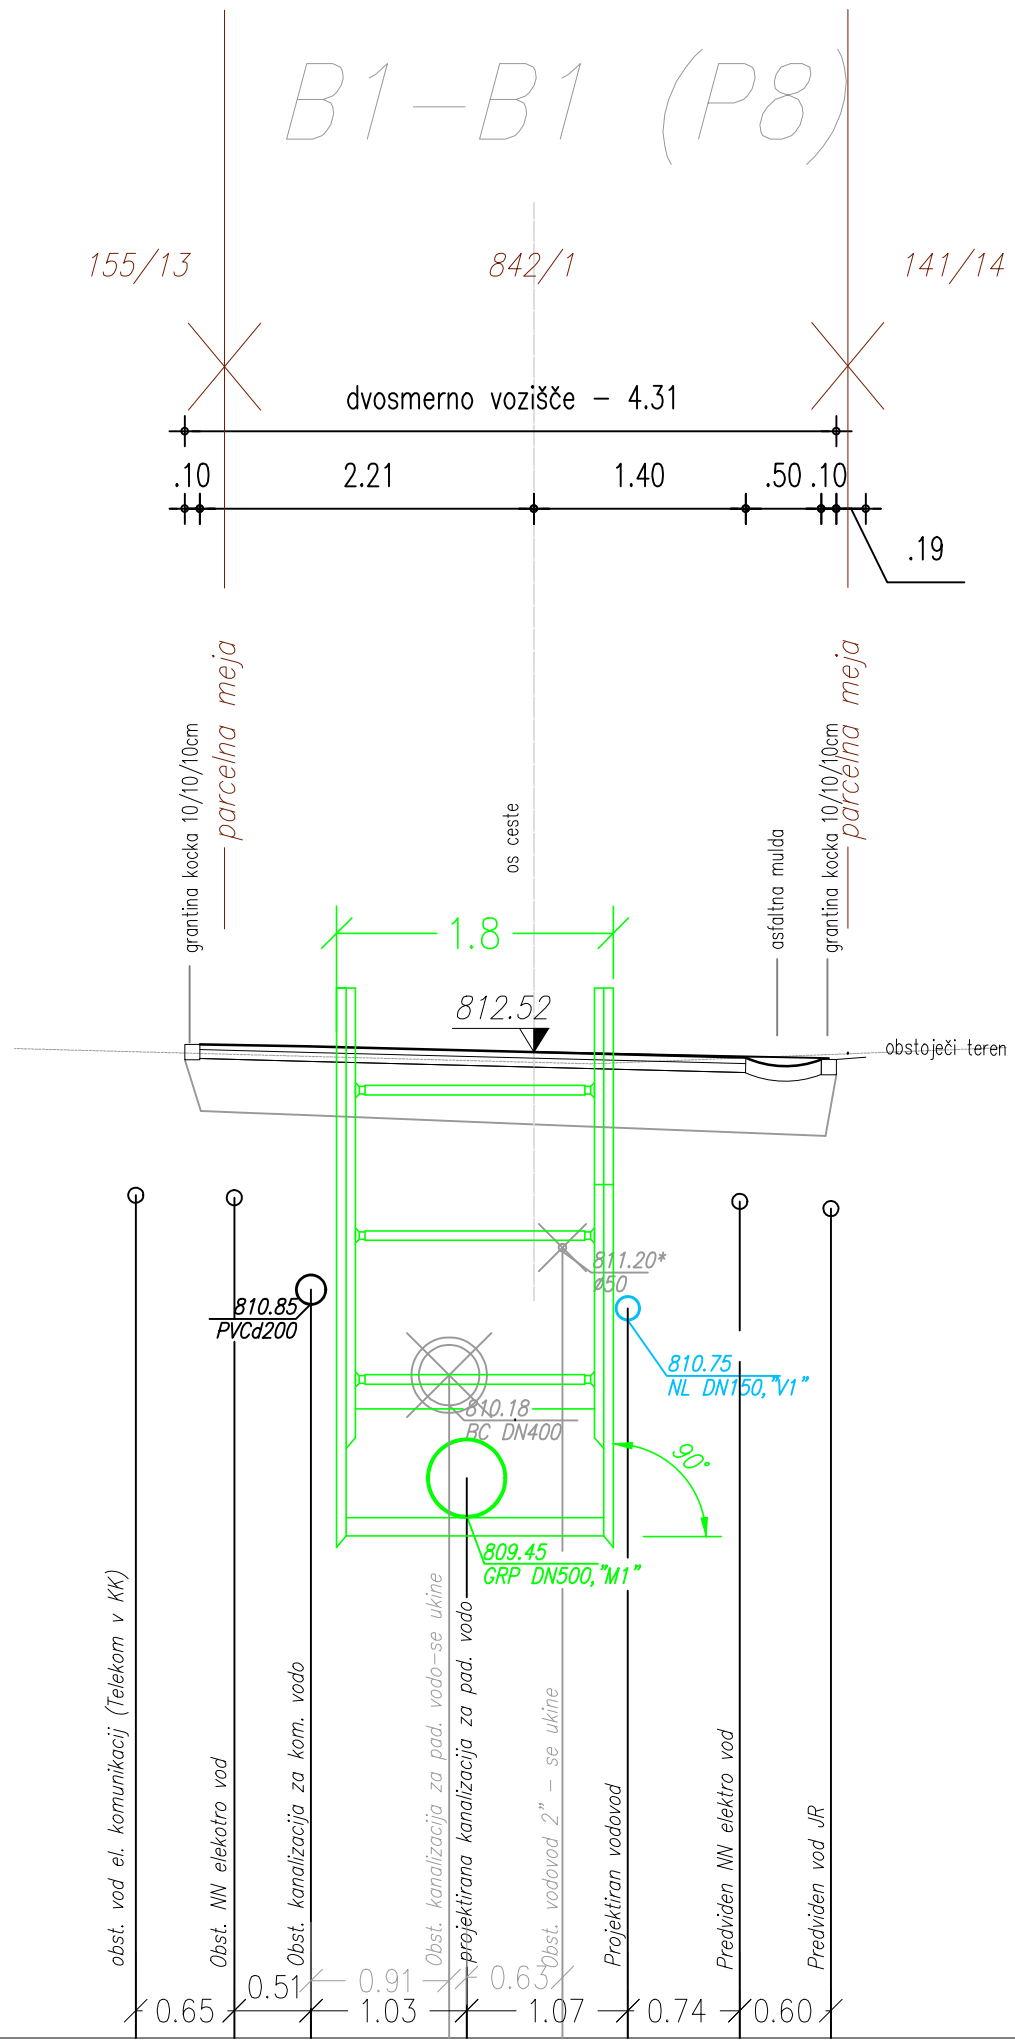 B1-B1 (P8)
155/13
842/1
141/14
dvosmerno vozišče - 4.31
.10
2.21
1.40
.50
.10
.19
parcelna meja
parcelna meja
grantina kocka 10/10/10cm
os ceste
asfaltna mulda
grantina kocka 10/10/10cm
1.8
812.52
obstoječi teren
811.20*
ø50
810.85
PVCd200
810.75
NL DN150,"V1"
810.18
BC DN400
90°
809.45
GRP DN500,"M1"
obst. vod el. komunikacij (Telekom v KK)
Obst. NN elekotro vod
Obst. kanalizacija za kom. vodo
Obst. kanalizacija za pad. vodo-se ukine
projektirana kanalizacija za pad. vodo
Obst. vodovod 2" - se ukine
Projektiran vodovod
Predviden NN elektro vod
Predviden vod JR
0.91
0.63
0.65
0.51
1.03
1.07
0.74
0.60